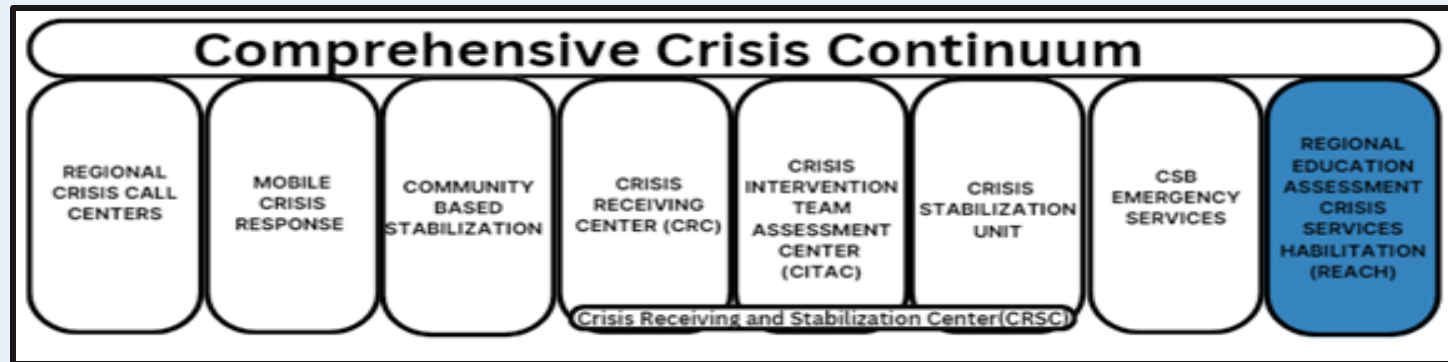 Comprehensive Crisis Continuum
REGIONAL
CRISIS CALL
CENTERS
MOBILE
CRISIS
RESPONSE
COMMUNITY
BASED
STABILIZATION
CRISIS
RECEIVING
CENTER (CRC)
CRISIS
INTERVENTION
TEAM
ASSESSMENT
CENTER
(CITAC)
CRISIS
STABILIZATION
UNIT
CSB
EMERGENCY
SERVICES
REGIONAL
EDUCATION
ASSESSMENT
CRISIS
SERVICES
HABILITATION
(REACH)
Crisis Receiving and Stabilization Center(CRSC)